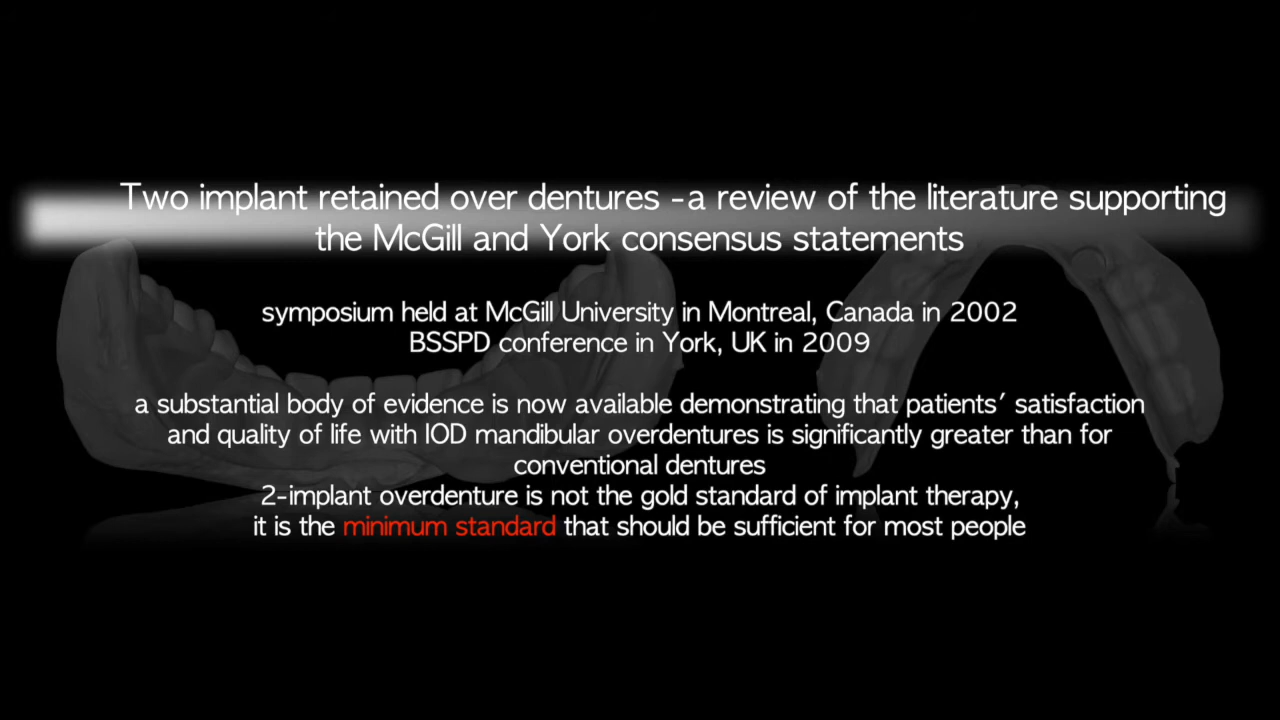 Two implant retained over dentures -a review of the literature supporting
the McGill and York consensus statements
symposium held at McGill University in Montreal, Canada in 2002
BSSPD conference in York, UK in 2009
a substantial body of evidence is now available demonstrating that patients′ satisfaction
and quality of life with IOD mandibular overdentures is significantly greater than for
conventional dentures
2-implant overdenture is not the gold standard of implant therapy,
it is the minimum standard that should be sufficient for most people